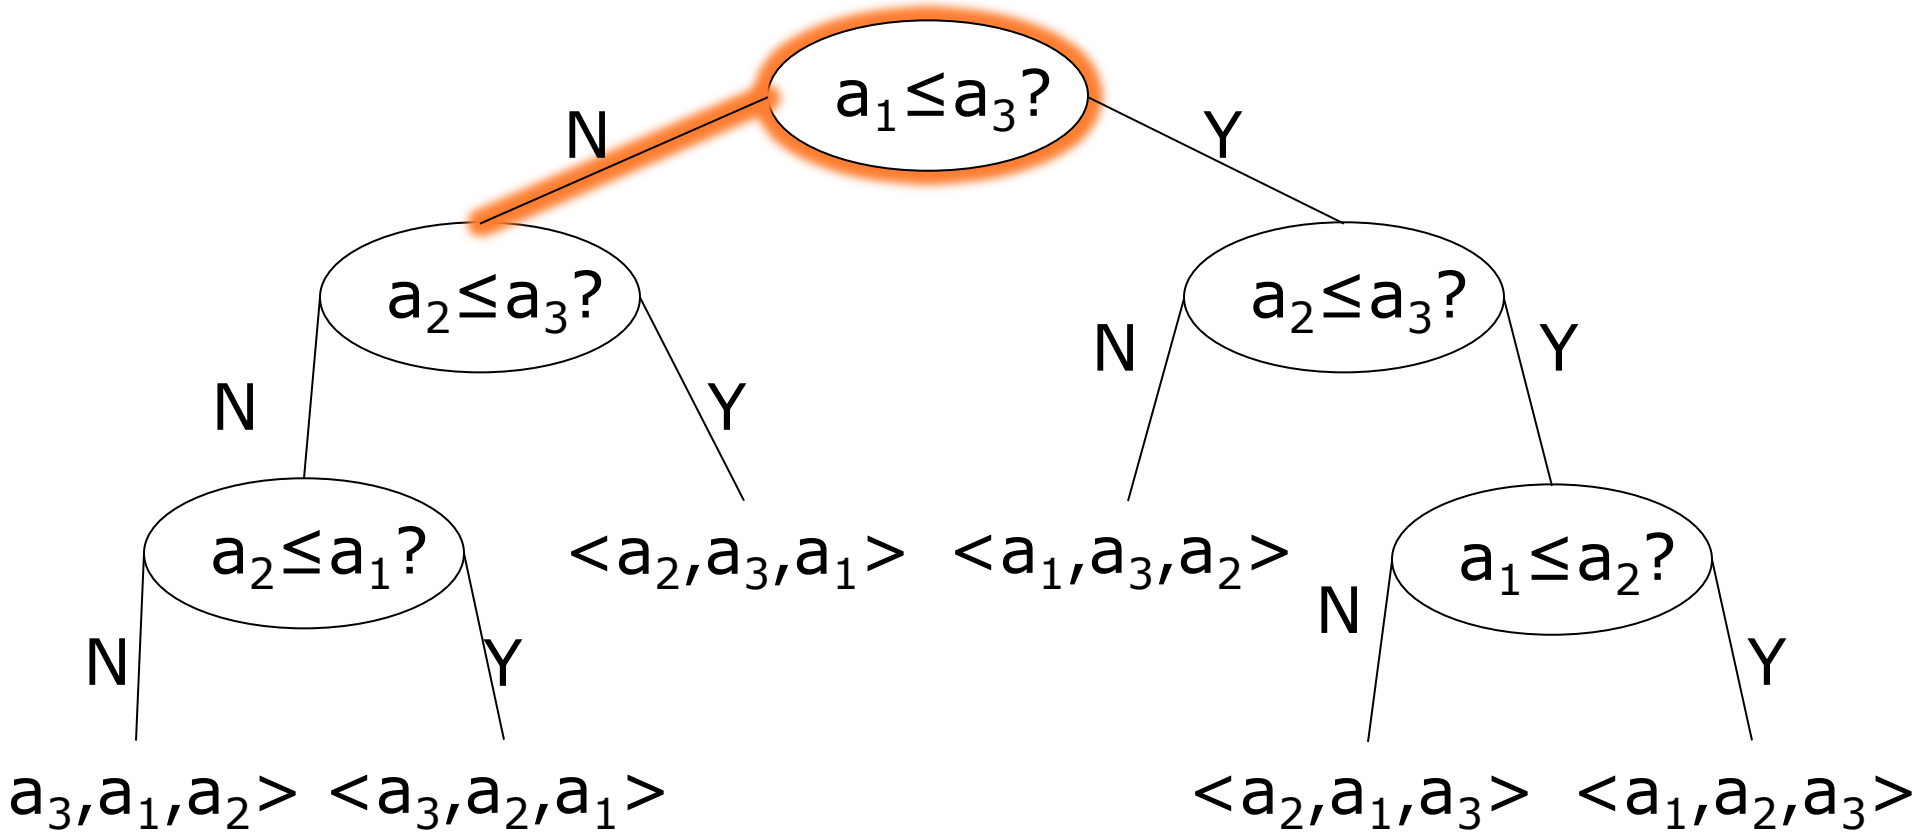 a₁≤a₃?
N
Y
a₂≤a₃?
a₂≤a₃?
N
Y
N
Y
a₂≤a₁?
<a₂,a₃,a₁>
<a₁,a₃,a₂>
a₁≤a₂?
N
Y
N
Y
a₃,a₁,a₂>
<a₃,a₂,a₁>
<a₂,a₁,a₃>
<a₁,a₂,a₃>